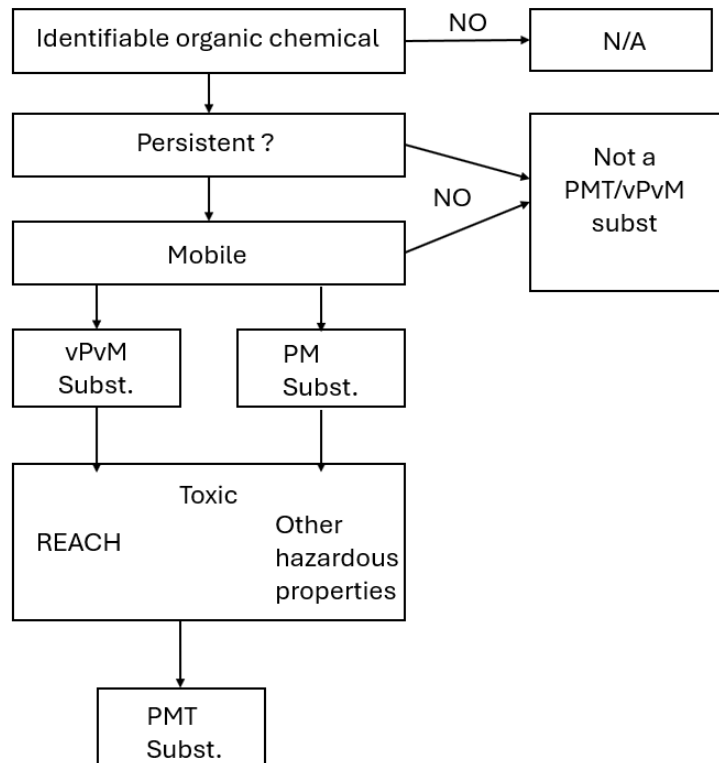 Identifiable organic chemical
NO
N/A
Persistent ?
Not a
PMT/vPvM
subst
NO
Mobile
vPvM
Subst.
PM
Subst.
Toxic
REACH
Other
hazardous
properties
PMT
Subst.